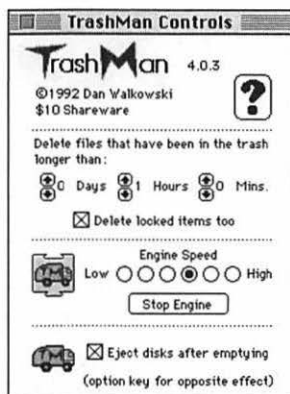 TrashMan Controls
TrashMan 4.0.3
©1992 Dan Walkowski
$10 Shareware
?
Delete files that have been in the trash
longer than:
0 Days 1 Hours 0 Mins.
Delete locked items too
Engine Speed
Low High
Stop Engine
Eject disks after emptying
(option key for opposite effect)